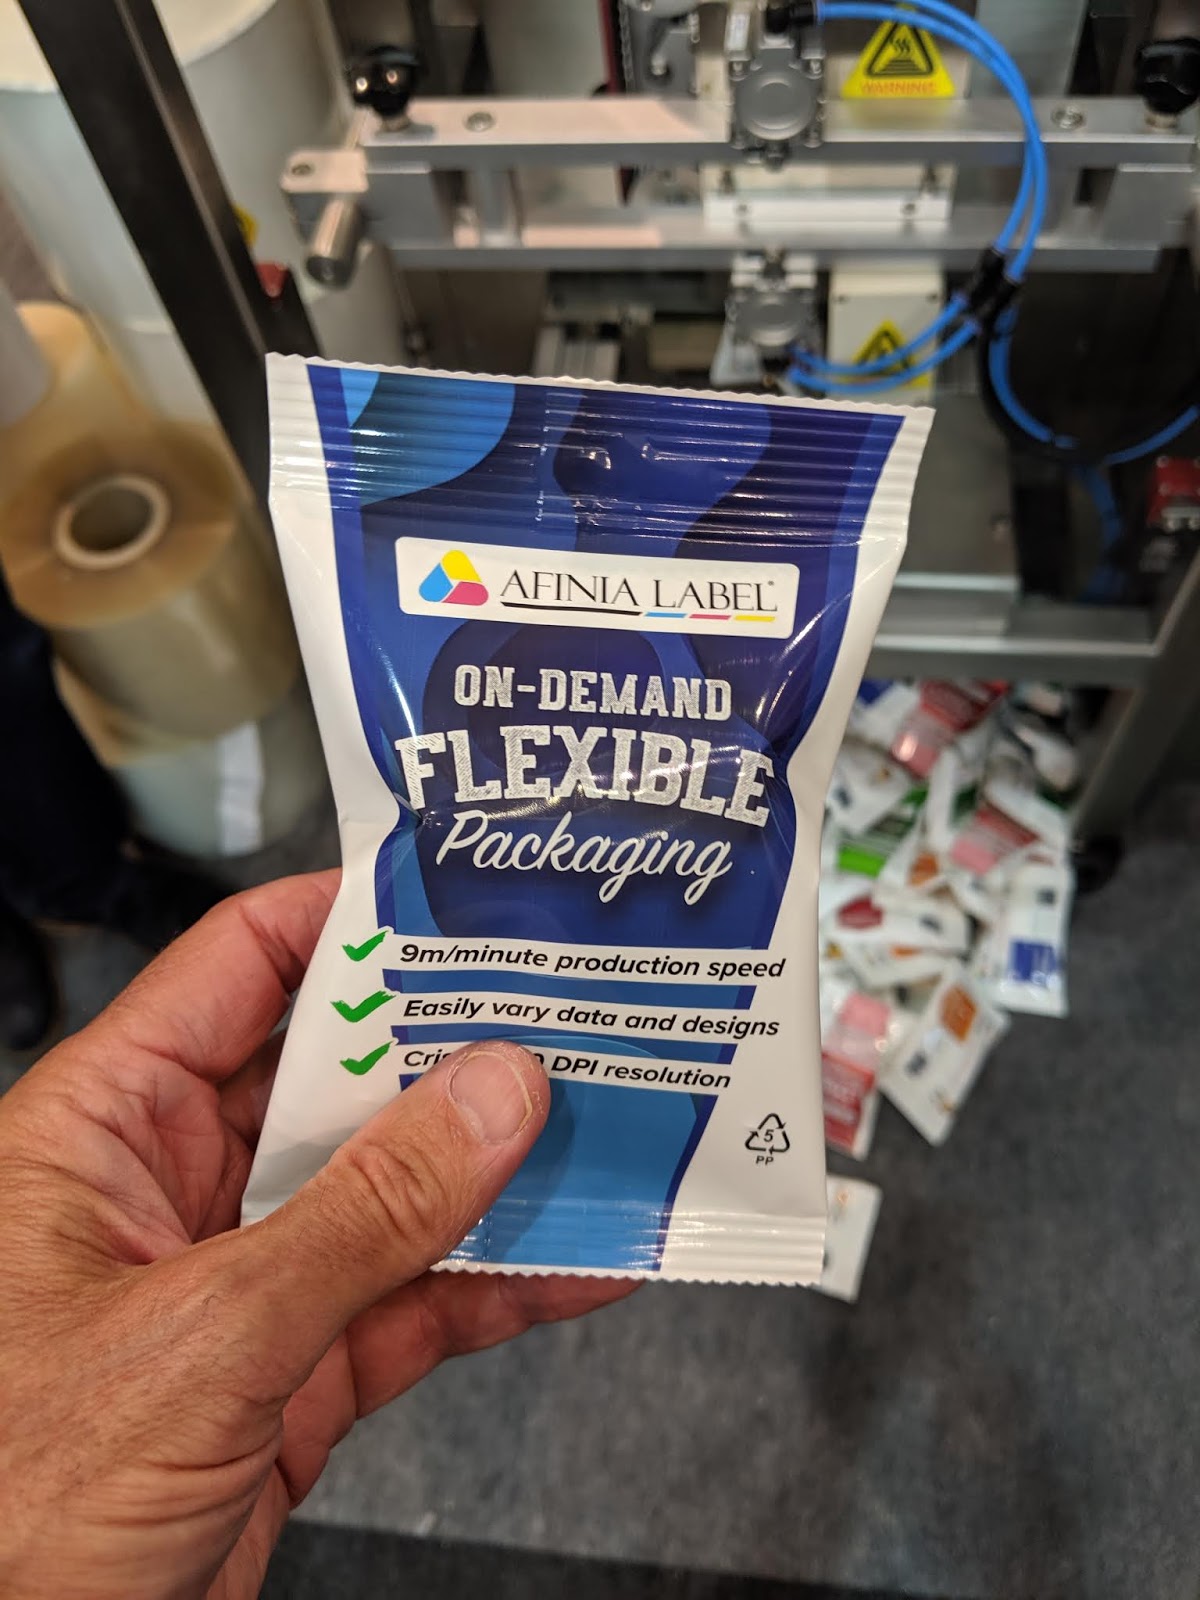 WARNING
AFINIA LABEL®
ON-DEMAND
FLEXIBLE
Packaging
9m/minute production speed
Easily vary data and designs
DPI resolution
5
PP